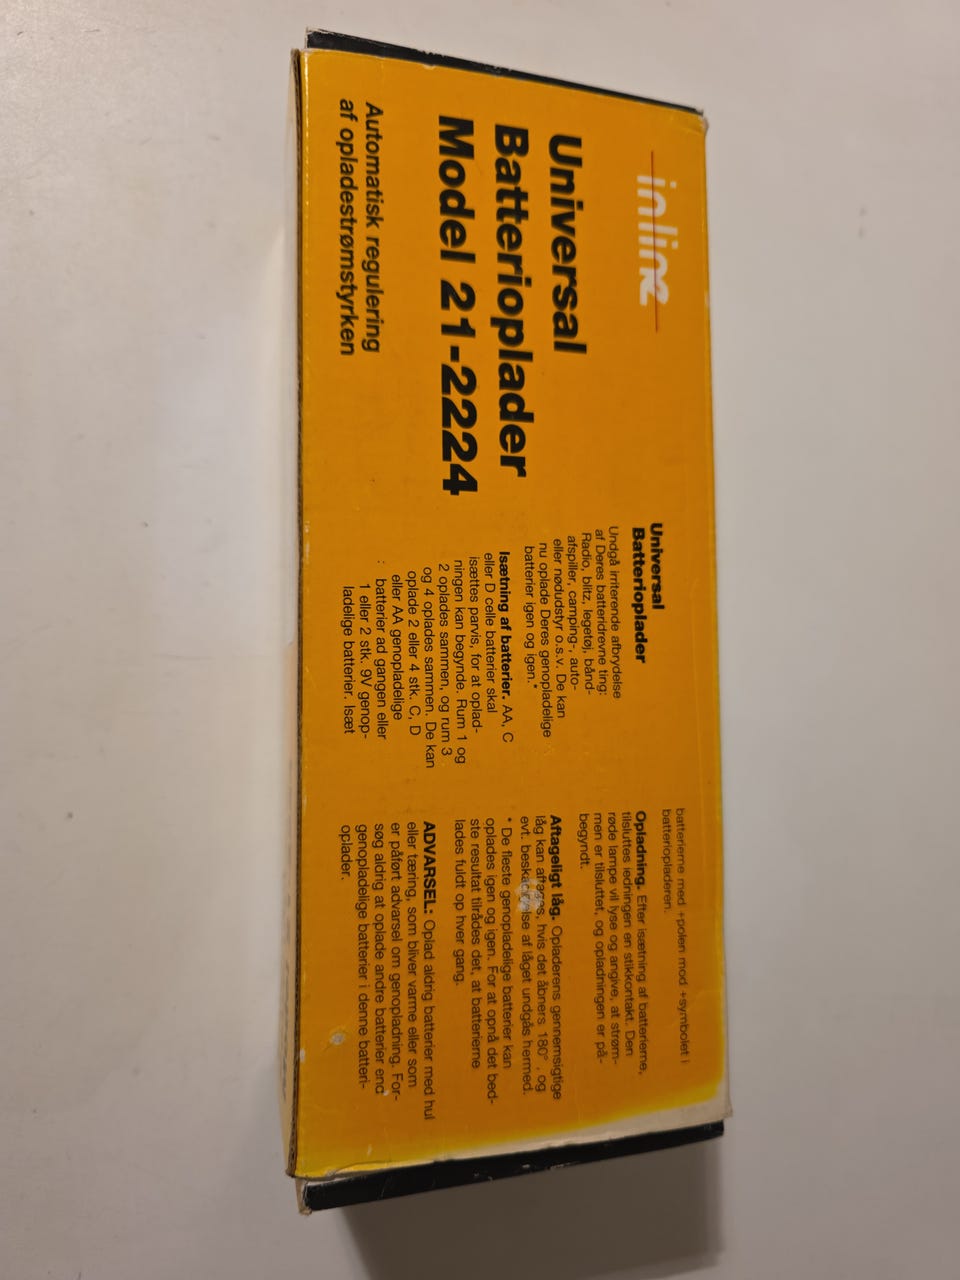 inline
Universal
Batterioplader
Model 21-2224
Automatisk regulering
af opladestrømstyrken
Universal
Batterioplader
Undgå irriterende afbrydelse
af Deres batteridrevne ting:
Radio, blitz, legetøj, bånd-
afspiller, camping-, auto-
eller nødudstyr o.s.v. De kan
nu oplade Deres genopladelige
batterier igen og igen.*
Isætning af batterier. AA, C
eller D celle batterier skal
isættes parvis, for at oplad-
ningen kan begynde. Rum 1 og
2 oplades sammen, og rum 3
og 4 oplades sammen. De kan
oplade 2 eller 4 stk. C, D
eller AA genopladelige
batterier ad gangen eller
1 eller 2 stk. 9V genop-
ladelige batterier. Isæt
batterierne med +polen mod +symbolet i
batteriopladeren.
Opladning. Efter isætning af batterierne,
tilsluttes ledningen en stikkontakt. Den
røde lampe vil lyse og angive, at strøm-
men er tilsluttet, og opladningen er på-
begyndt.
Aftageligt låg. Opladerens gennemsigtige
låg kan aftages, hvis det åbners 180°, og
evt. beskadigelse af låget undgås hermed.
* De fleste genopladelige batterier kan
oplades igen og igen. For at opnå det bed-
ste resultat tilrådes det, at batterierne
lades fuldt op hver gang.
ADVARSEL: Oplad aldrig batterier med hul
eller tæring, som bliver varme eller som
er påført advarsel om genopladning. For-
søg aldrig at oplade andre batterier end
genopladelige batterier i denne batteri-
oplader.